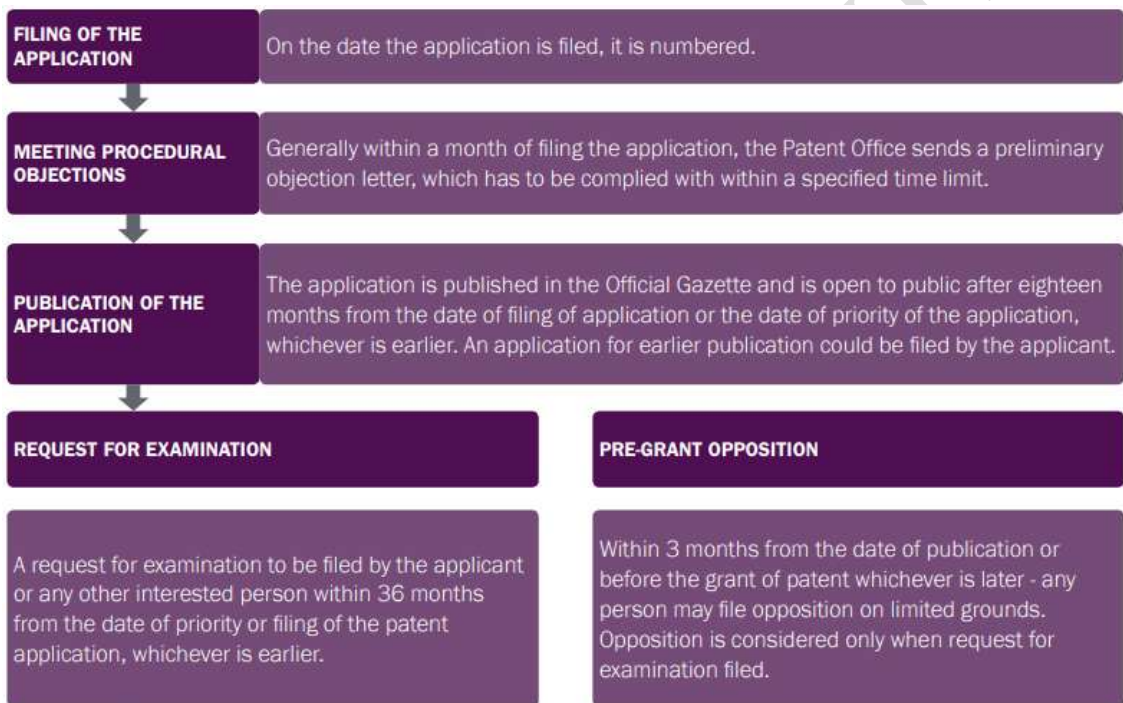 FILING OF THE
APPLICATION
On the date the application is filed, it is numbered.
MEETING PROCEDURAL
OBJECTIONS
Generally within a month of filing the application, the Patent Office sends a preliminary
objection letter, which has to be complied with within a specified time limit.
PUBLICATION OF THE
APPLICATION
The application is published in the Official Gazette and is open to public after eighteen
months from the date of filing of application or the date of priority of the application,
whichever is earlier. An application for earlier publication could be filed by the applicant.
REQUEST FOR EXAMINATION
A request for examination to be filed by the applicant
or any other interested person within 36 months
from the date of priority or filing of the patent
application, whichever is earlier.
PRE-GRANT OPPOSITION
Within 3 months from the date of publication or
before the grant of patent whichever is later - any
person may file opposition on limited grounds.
Opposition is considered only when request for
examination filed.